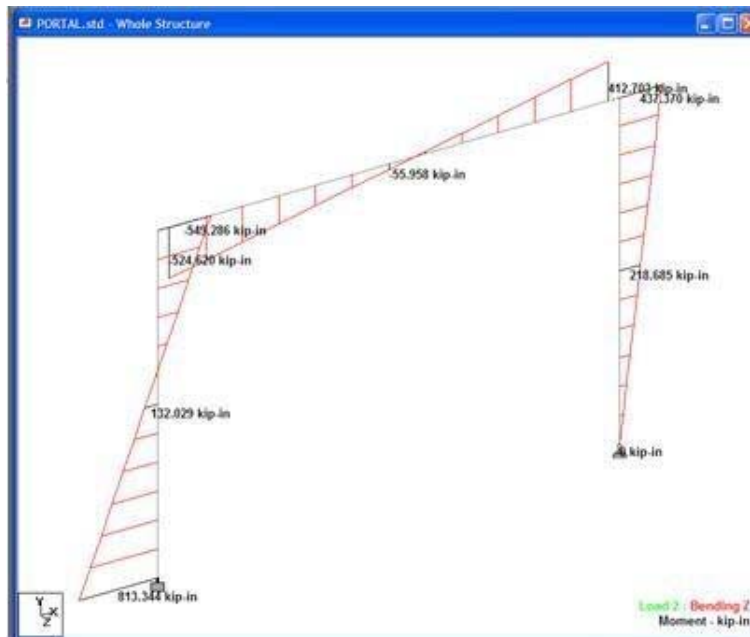 PORTAL.std - Whole Structure
412.703 kip-in
437.370 kip-in
-55.958 kip-in
-549.286 kip-in
-524.620 kip-in
218.685 kip-in
132.029 kip-in
kip-in
813.344 kip-in
Y
X
Z
Load 2 : Bending Z
Moment - kip-in